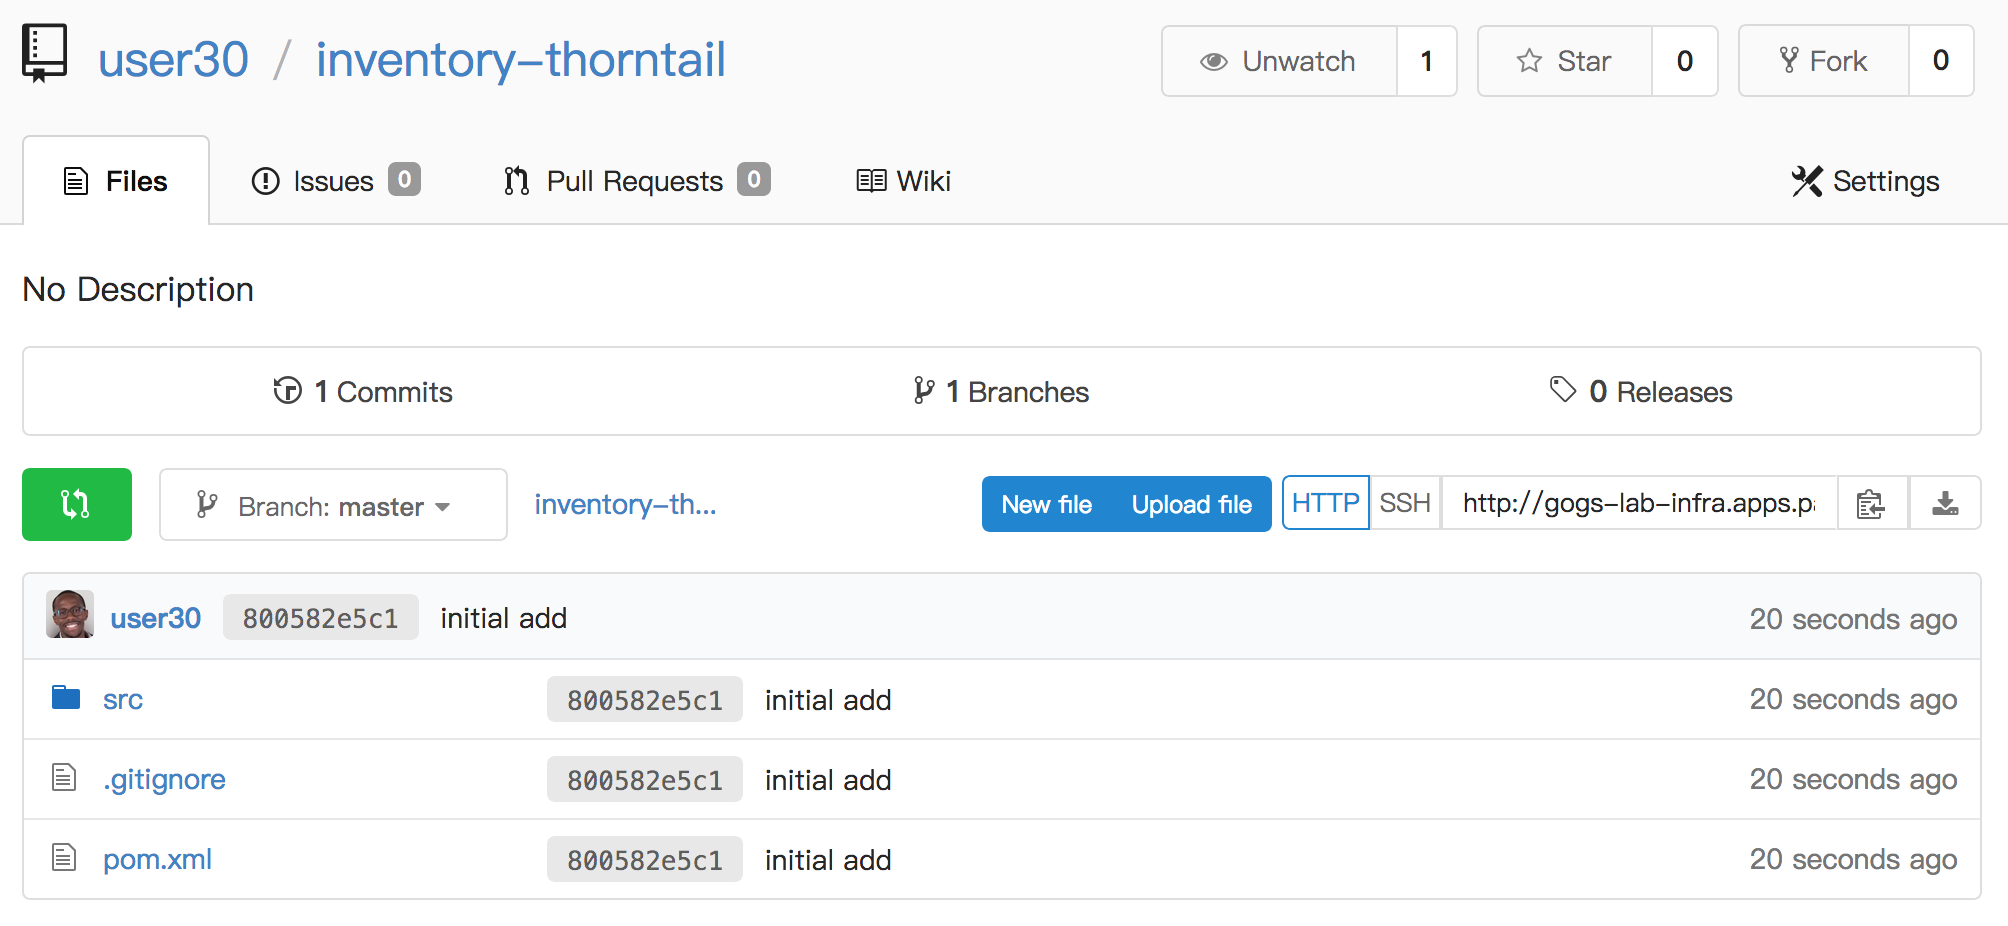 user30 / inventory-thorntail
Unwatch 1 Star 0 Fork 0
Files Issues 0 Pull Requests 0 Wiki Settings
No Description
1 Commits 1 Branches 0 Releases
Branch: master inventory-th... New file Upload file HTTP SSH http://gogs-lab-infra.apps.pa
user30 800582e5c1 initial add 20 seconds ago
src 800582e5c1 initial add 20 seconds ago
.gitignore 800582e5c1 initial add 20 seconds ago
pom.xml 800582e5c1 initial add 20 seconds ago